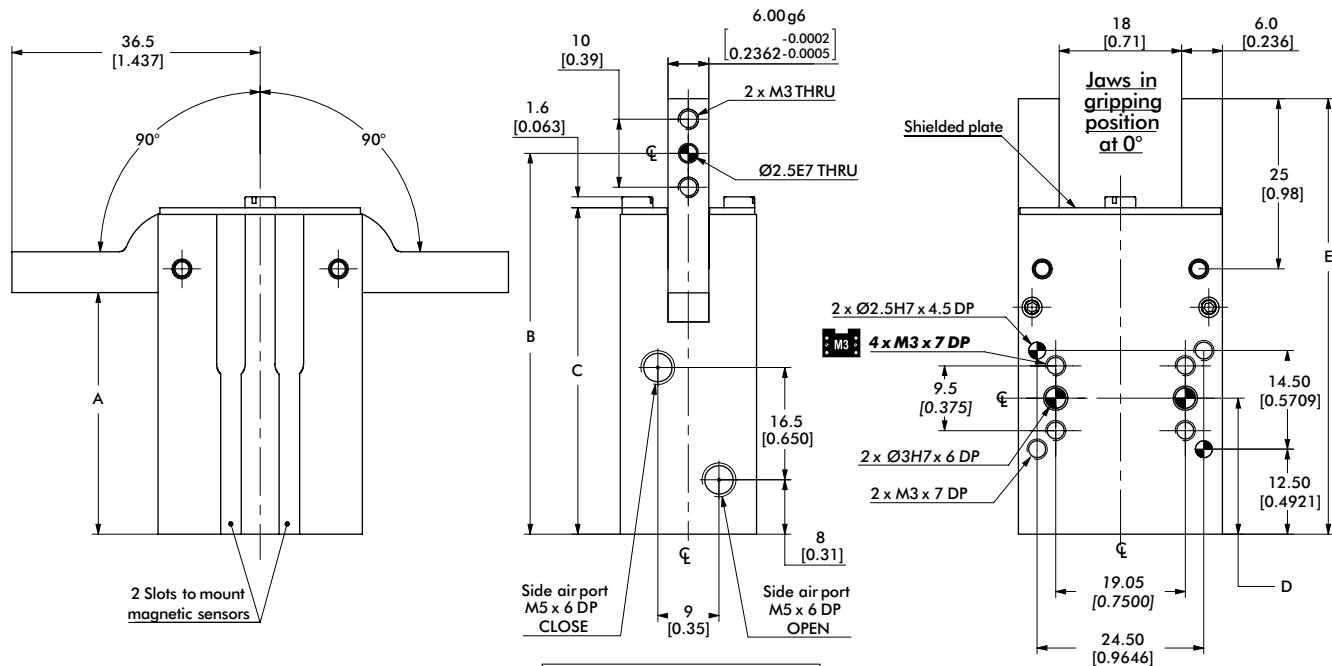 36.5
[1.437]
90°
90°
A
2 Slots to mount
magnetic sensors
6.00 g6
-0.0002
[0.2362-0.0005]
10
[0.39]
1.6
[0.063]
2 x M3 THRU
℄
Ø2.5E7 THRU
B
C
16.5
[0.650]
8
[0.31]
℄
Side air port
M5 x 6 DP
CLOSE
9
[0.35]
Side air port
M5 x 6 DP
OPEN
18
[0.71]
6.0
[0.236]
Jaws in
gripping
position
at 0°
Shielded plate
25
[0.98]
E
2 x Ø2.5H7 x 4.5 DP
M3
4 x M3 x 7 DP
9.5
[0.375]
℄
14.50
[0.5709]
2 x Ø3H7 x 6 DP
2 x M3 x 7 DP
12.50
[0.4921]
℄
D
19.05
[0.7500]
24.50
[0.9646]